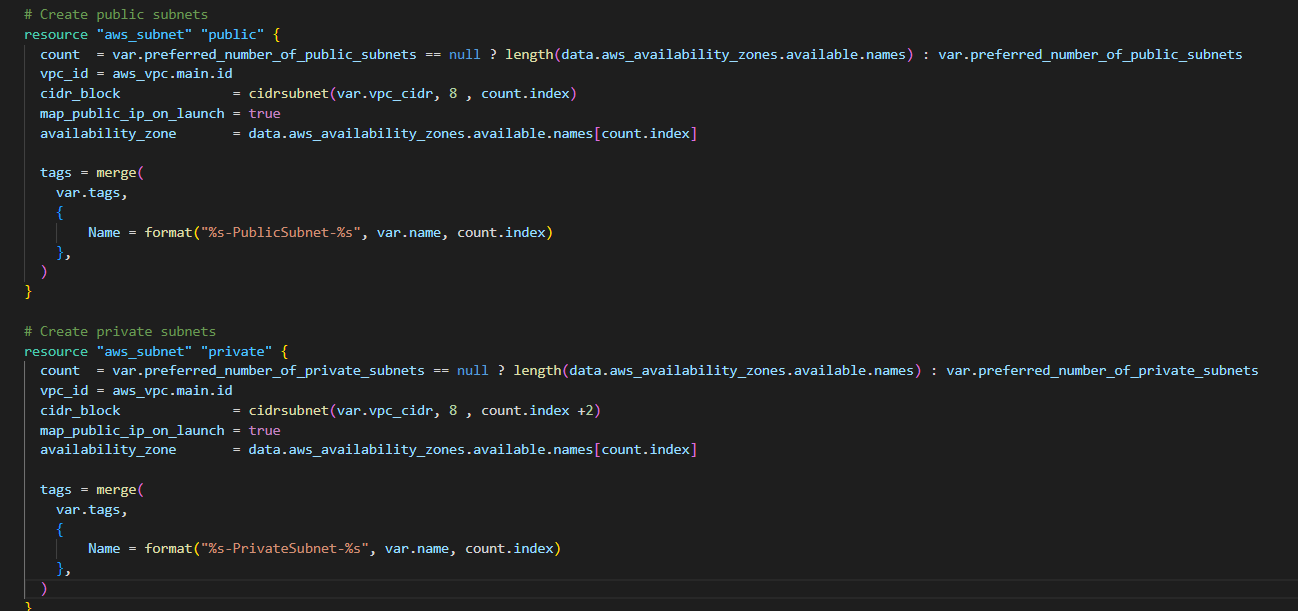 # Create public subnets
resource "aws_subnet" "public" {
  count  = var.preferred_number_of_public_subnets == null ? length(data.aws_availability_zones.available.names) : var.preferred_number_of_public_subnets
  vpc_id = aws_vpc.main.id
  cidr_block              = cidrsubnet(var.vpc_cidr, 8 , count.index)
  map_public_ip_on_launch = true
  availability_zone       = data.aws_availability_zones.available.names[count.index]

  tags = merge(
    var.tags,
    {
        Name = format("%s-PublicSubnet-%s", var.name, count.index)
    },
  )
}

# Create private subnets
resource "aws_subnet" "private" {
  count  = var.preferred_number_of_private_subnets == null ? length(data.aws_availability_zones.available.names) : var.preferred_number_of_private_subnets
  vpc_id = aws_vpc.main.id
  cidr_block              = cidrsubnet(var.vpc_cidr, 8 , count.index +2)
  map_public_ip_on_launch = true
  availability_zone       = data.aws_availability_zones.available.names[count.index]

  tags = merge(
    var.tags,
    {
        Name = format("%s-PrivateSubnet-%s", var.name, count.index)
    },
  )
}